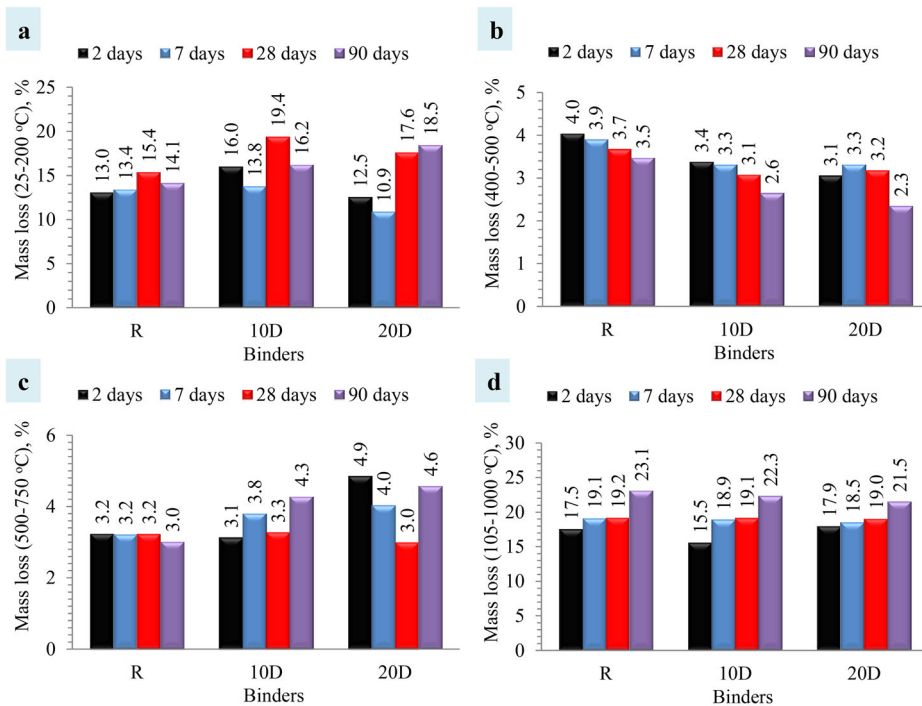 a
2 days 7 days 28 days 90 days
Mass loss (25-200 °C), %
25
20
15
10
5
0
13.0 13.4 15.4 14.1
16.0 13.8 19.4 16.2
12.5 10.9 17.6 18.5
R 10D 20D
Binders
b
2 days 7 days 28 days 90 days
Mass loss (400-500 °C), %
5
4
3
2
1
0
4.0 3.9 3.7 3.5
3.4 3.3 3.1 2.6
3.1 3.3 3.2 2.3
R 10D 20D
Binders
c
2 days 7 days 28 days 90 days
Mass loss (500-750 °C), %
6
4
2
0
3.2 3.2 3.2 3.0
3.1 3.8 3.3 4.3
4.9 4.0 3.0 4.6
R 10D 20D
Binders
d
2 days 7 days 28 days 90 days
Mass loss (105-1000 °C), %
30
25
20
15
10
5
0
17.5 19.1 19.2 23.1
15.5 18.9 19.1 22.3
17.9 18.5 19.0 21.5
R 10D 20D
Binders